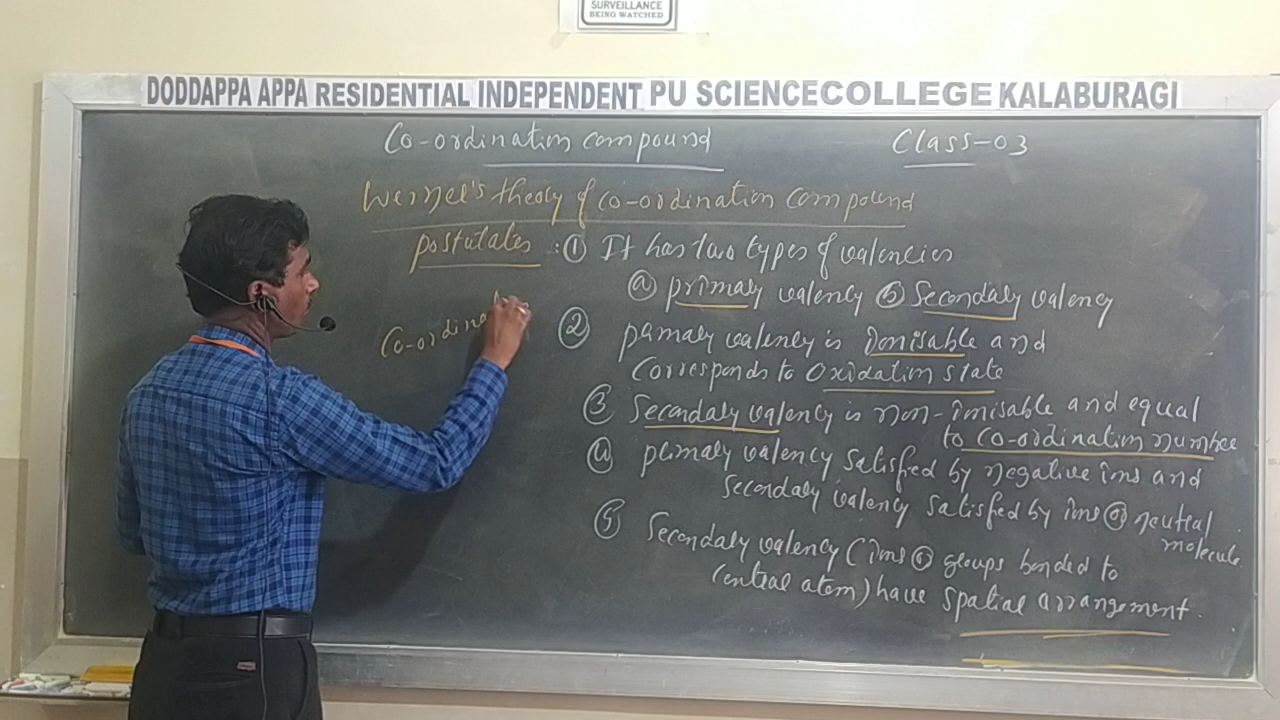 SURVEILLANCE
BEING WATCHED
DODDAPPA APPA RESIDENTIAL INDEPENDENT PU SCIENCE COLLEGE KALABURAGI
Co-ordination compound Class-03
Werner's theory of co-ordination compound
postulates :- ① It has two types of valencies
ⓐ primary valency ⓑ Secondary valency
② primary valency is ionisable and
corresponds to oxidation state
Co-ordina
③ Secondary valency is non-ionisable and equal
to co-ordination number
④ primary valency satisfied by negative ions and
secondary valency satisfied by ions or neutral
molecule
⑤ Secondary valency (ions or groups bonded to
central atom) have spatial arrangement.